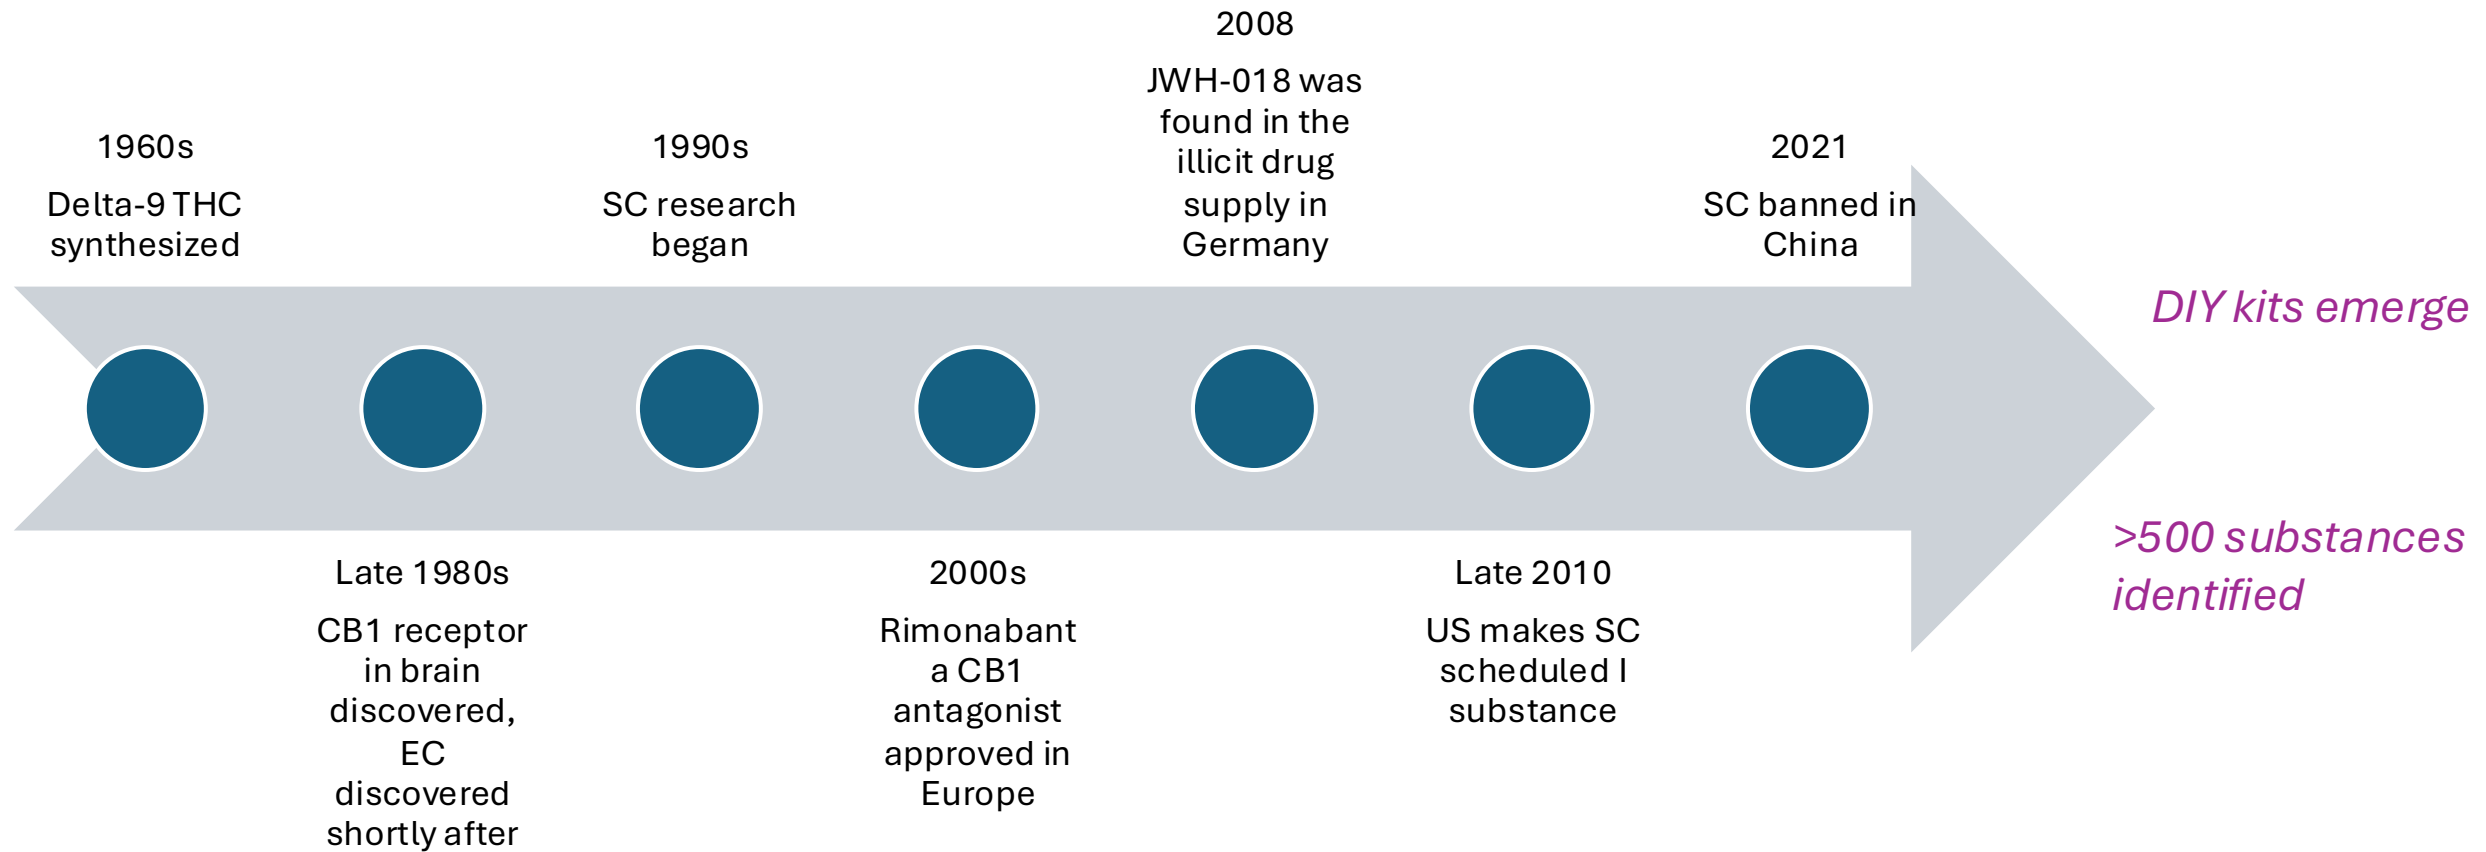 1960s
Delta-9 THC
synthesized
Late 1980s
CB1 receptor
in brain
discovered,
EC
discovered
shortly after
1990s
SC research
began
2000s
Rimonabant
a CB1
antagonist
approved in
Europe
2008
JWH-018 was
found in the
illicit drug
supply in
Germany
Late 2010
US makes SC
scheduled I
substance
2021
SC banned in
China
DIY kits emerge
>500 substances
identified